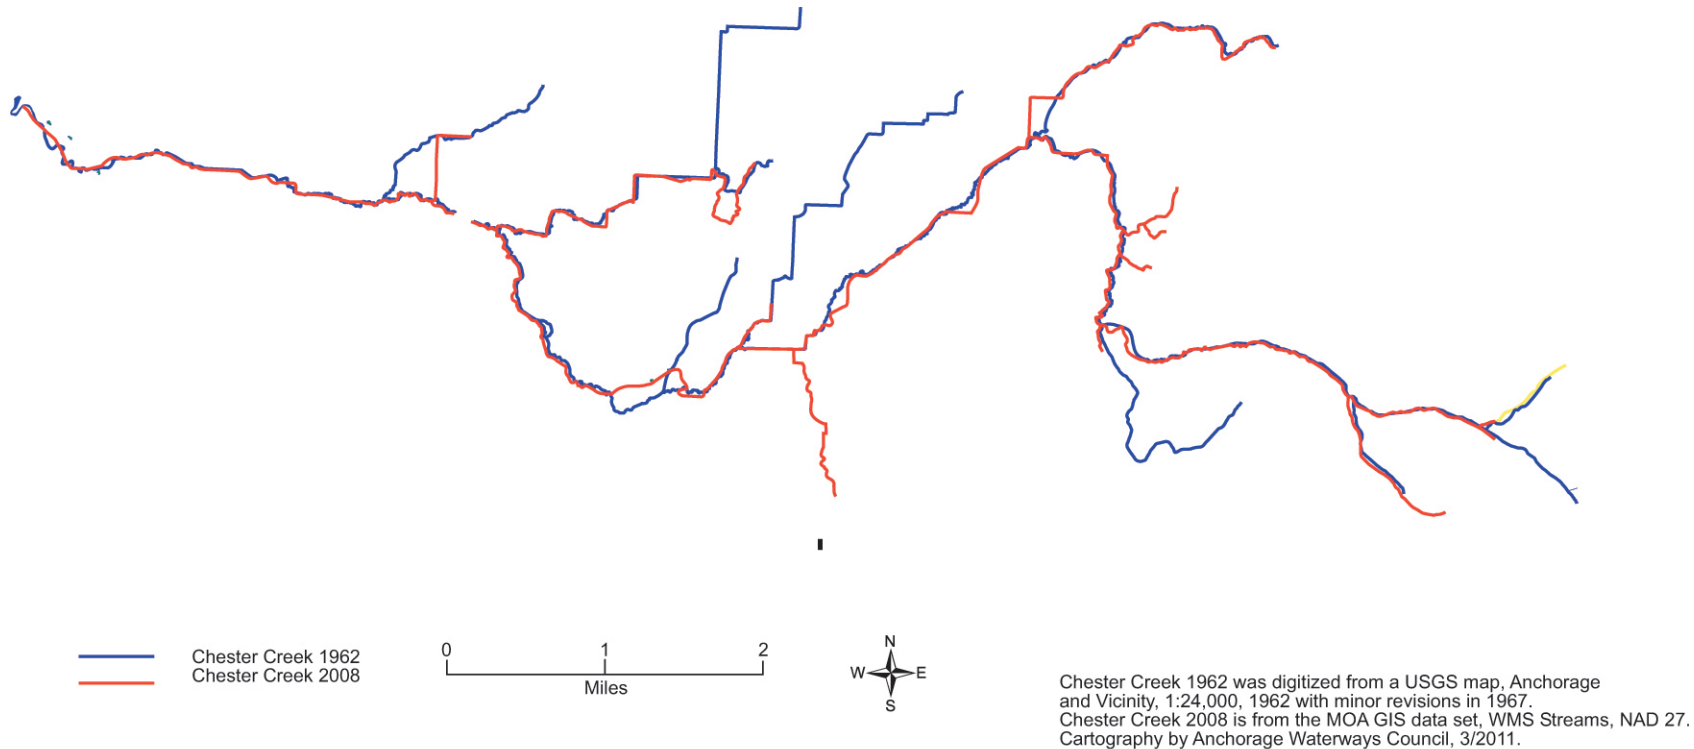 Chester Creek 1962
Chester Creek 2008
0 1 2
Miles
N
W E
S
Chester Creek 1962 was digitized from a USGS map, Anchorage
and Vicinity, 1:24,000, 1962 with minor revisions in 1967.
Chester Creek 2008 is from the MOA GIS data set, WMS Streams, NAD 27.
Cartography by Anchorage Waterways Council, 3/2011.